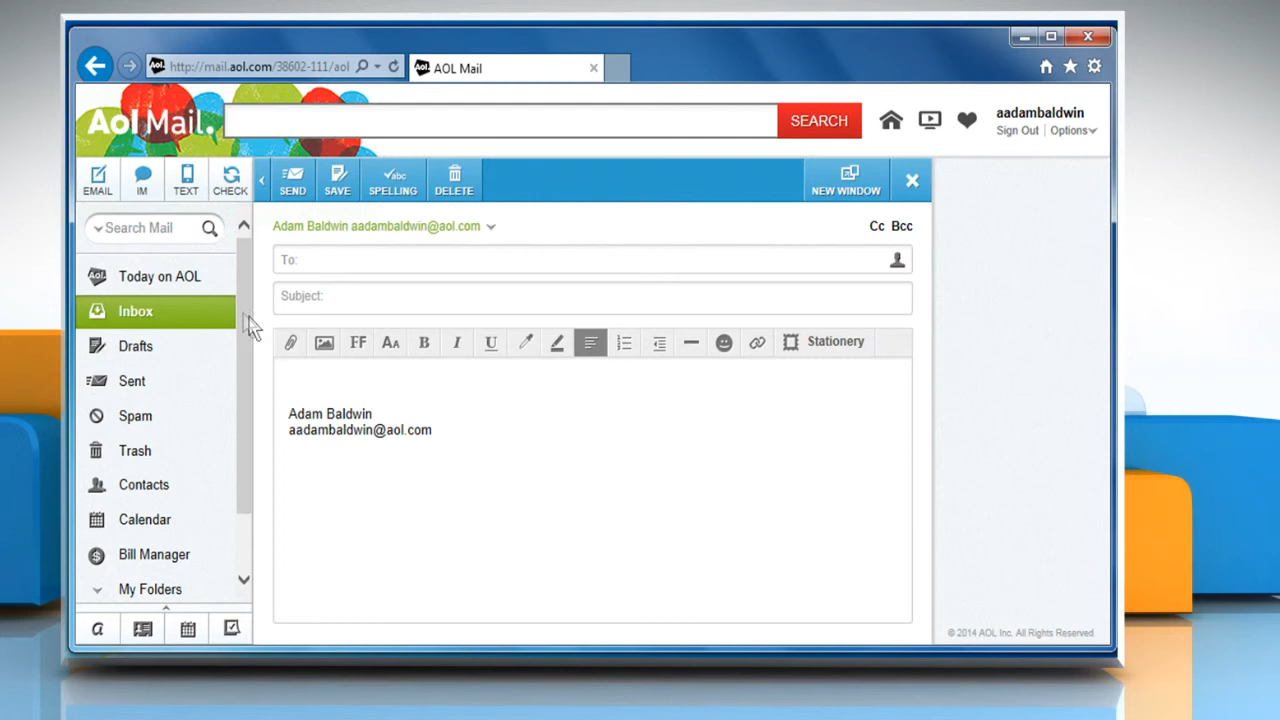 http://mail.aol.com/38602-111/aol
AOL Mail
Aol Mail.
SEARCH
aadambaldwin
Sign Out | Options
EMAIL
IM
TEXT
CHECK
SEND
SAVE
SPELLING
DELETE
NEW WINDOW
Search Mail
Today on AOL
Inbox
Drafts
Sent
Spam
Trash
Contacts
Calendar
Bill Manager
My Folders
Adam Baldwin aadambaldwin@aol.com
Cc Bcc
To:
Subject:
FF
AA
B
I
U
Stationery
Adam Baldwin
aadambaldwin@aol.com
© 2014 AOL Inc. All Rights Reserved